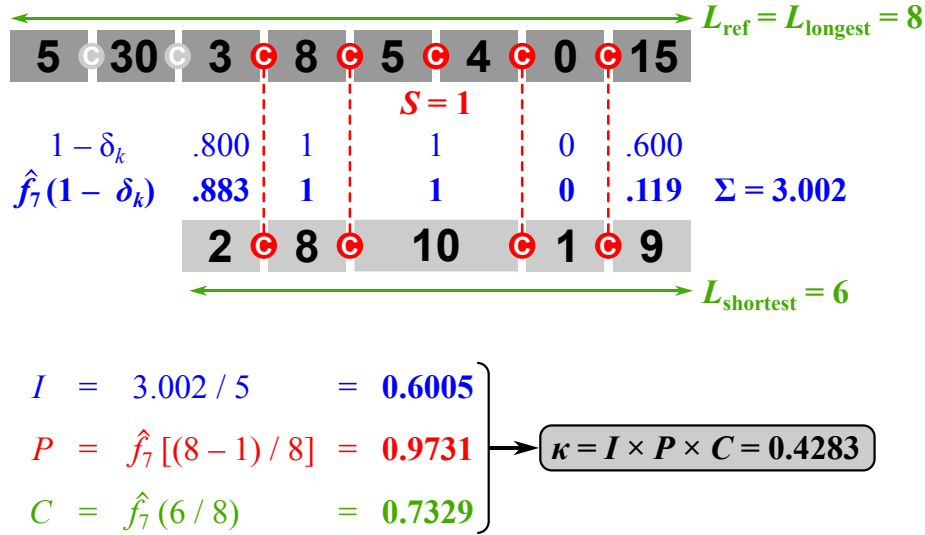 L_ref = L_longest = 8
5 C 30 C 3 C 8 C 5 C 4 C 0 C 15
S = 1
1 – δ_k .800 1 1 0 .600
f̂_7 (1 – δ_k) .883 1 1 0 .119 Σ = 3.002
2 C 8 C 10 C 1 C 9
L_shortest = 6
I = 3.002 / 5 = 0.6005
P = f̂_7 [(8 – 1) / 8] = 0.9731
κ = I × P × C = 0.4283
C = f̂_7 (6 / 8) = 0.7329